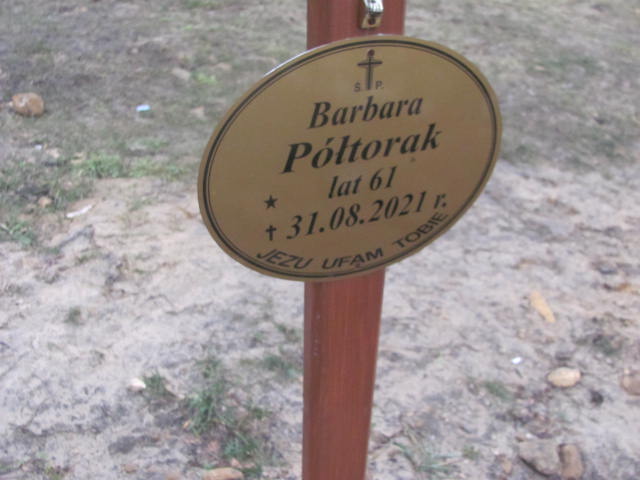 Ś. P.
Barbara
Półtorak
lat 61
31.08.2021 r.
JEZU UFAM TOBIE